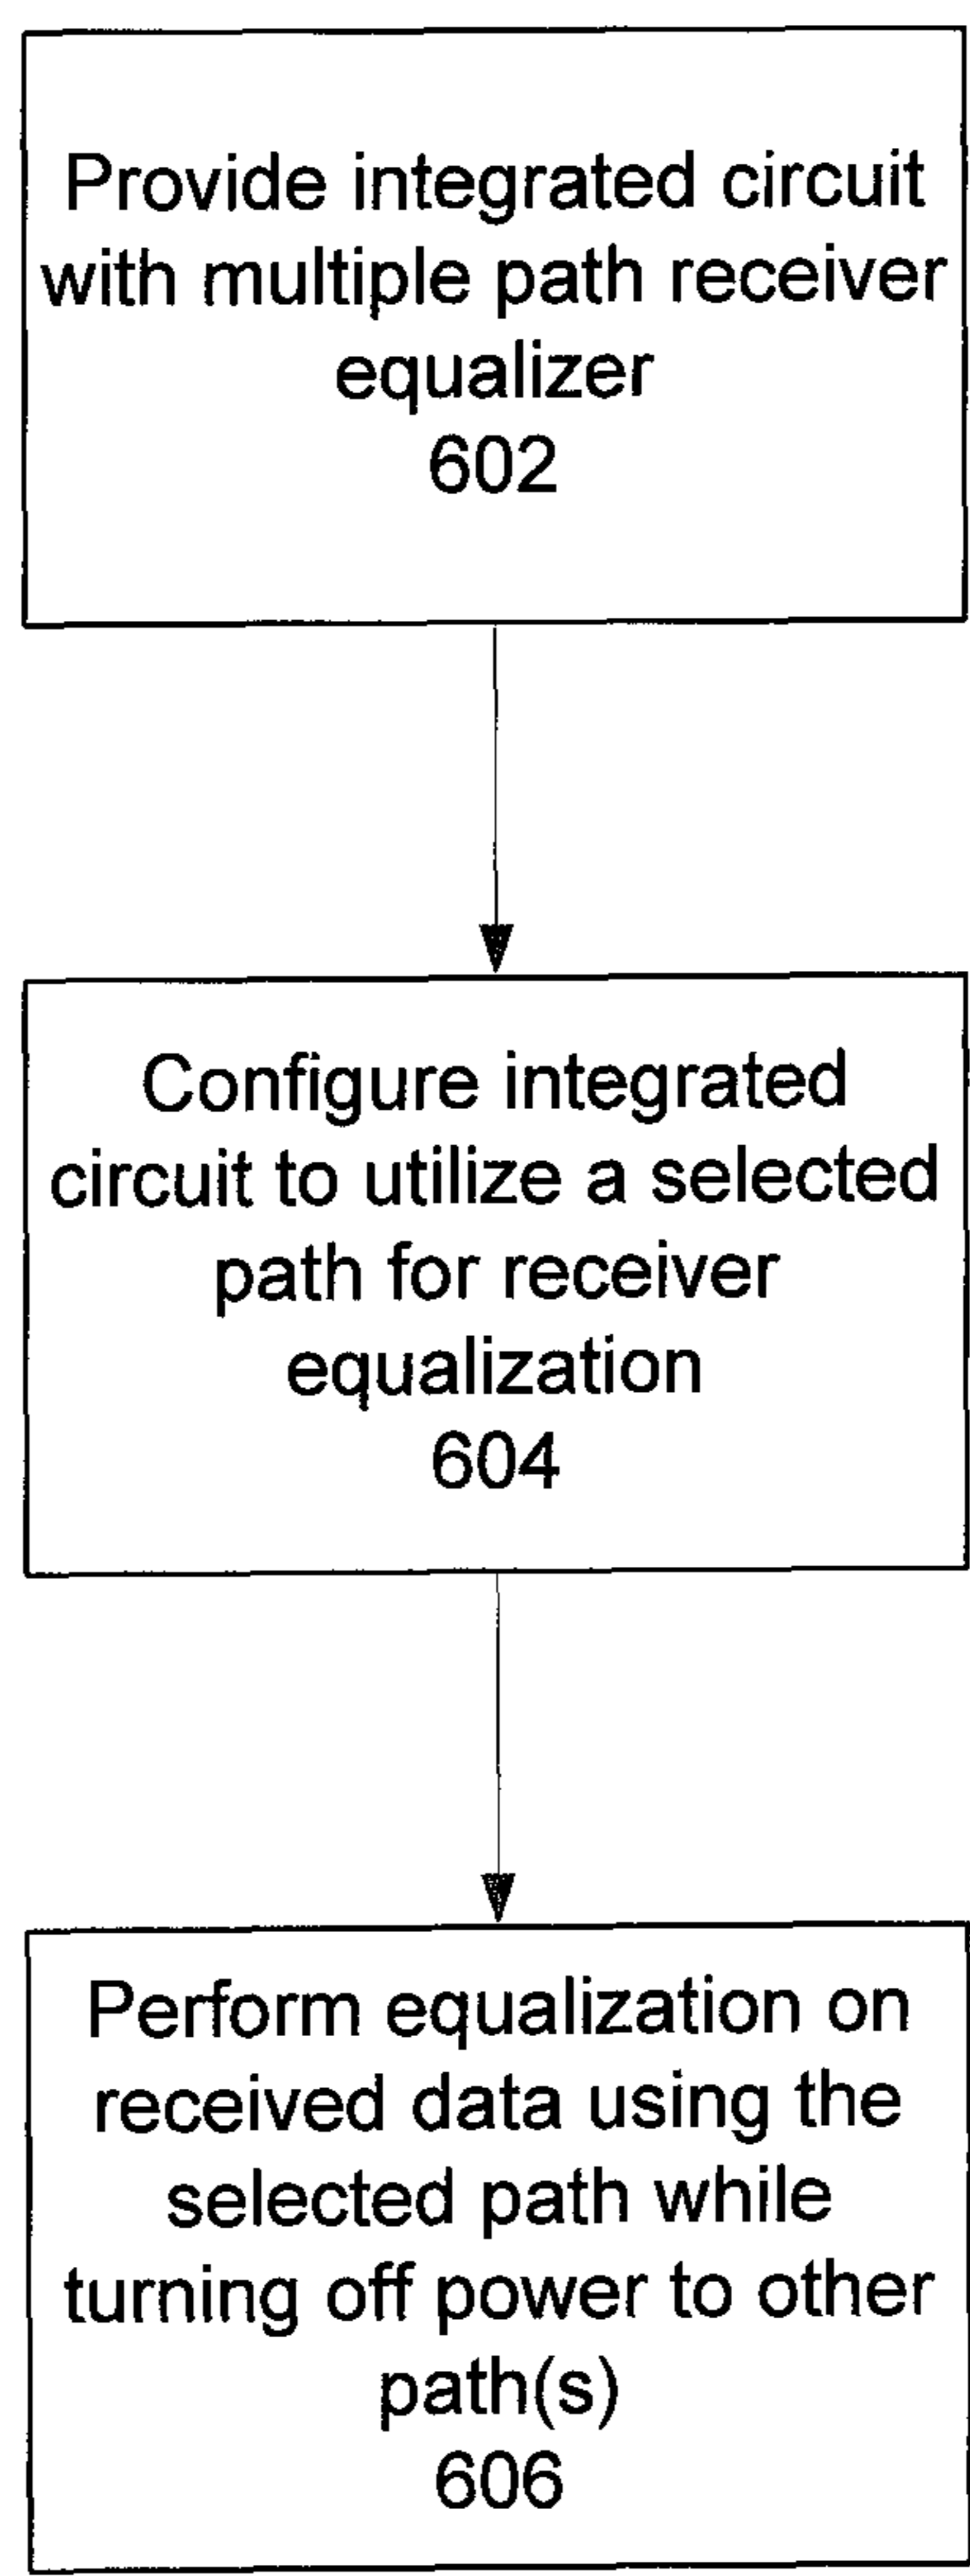 Provide integrated circuit
with multiple path receiver
equalizer
602
Configure integrated
circuit to utilize a selected
path for receiver
equalization
604
Perform equalization on
received data using the
selected path while
turning off power to other
path(s)
606